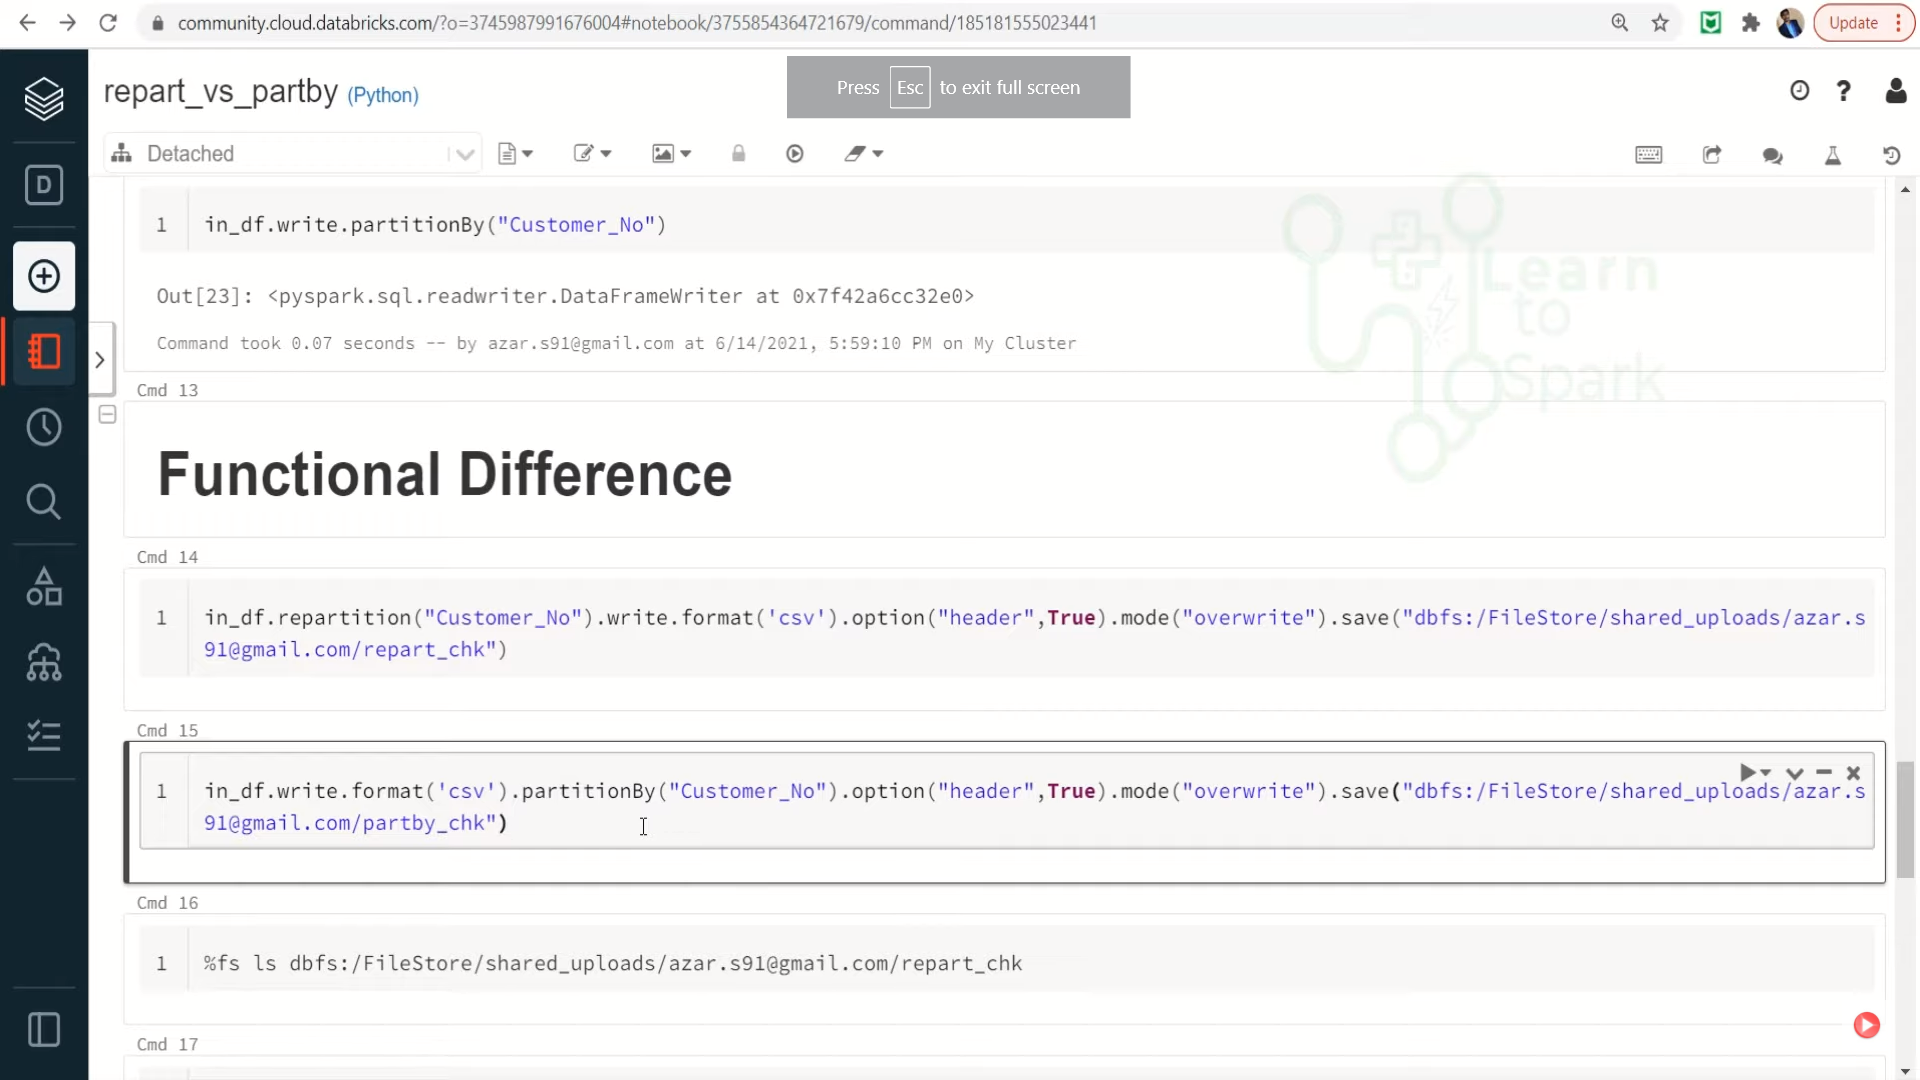 community.cloud.databricks.com/?o=3745987991676004#notebook/3755854364721679/command/185181555023441
Update
repart_vs_partby (Python)
Press Esc to exit full screen
Detached
1 in_df.write.partitionBy("Customer_No")
Learn
to
Spark
Out[23]: <pyspark.sql.readwriter.DataFrameWriter at 0x7f42a6cc32e0>
Command took 0.07 seconds -- by azar.s91@gmail.com at 6/14/2021, 5:59:10 PM on My Cluster
Cmd 13
Functional Difference
Cmd 14
1 in_df.repartition("Customer_No").write.format('csv').option("header",True).mode("overwrite").save("dbfs:/FileStore/shared_uploads/azar.s
91@gmail.com/repart_chk")
Cmd 15
1 in_df.write.format('csv').partitionBy("Customer_No").option("header",True).mode("overwrite").save("dbfs:/FileStore/shared_uploads/azar.s
91@gmail.com/partby_chk")
Cmd 16
1 %fs ls dbfs:/FileStore/shared_uploads/azar.s91@gmail.com/repart_chk
Cmd 17